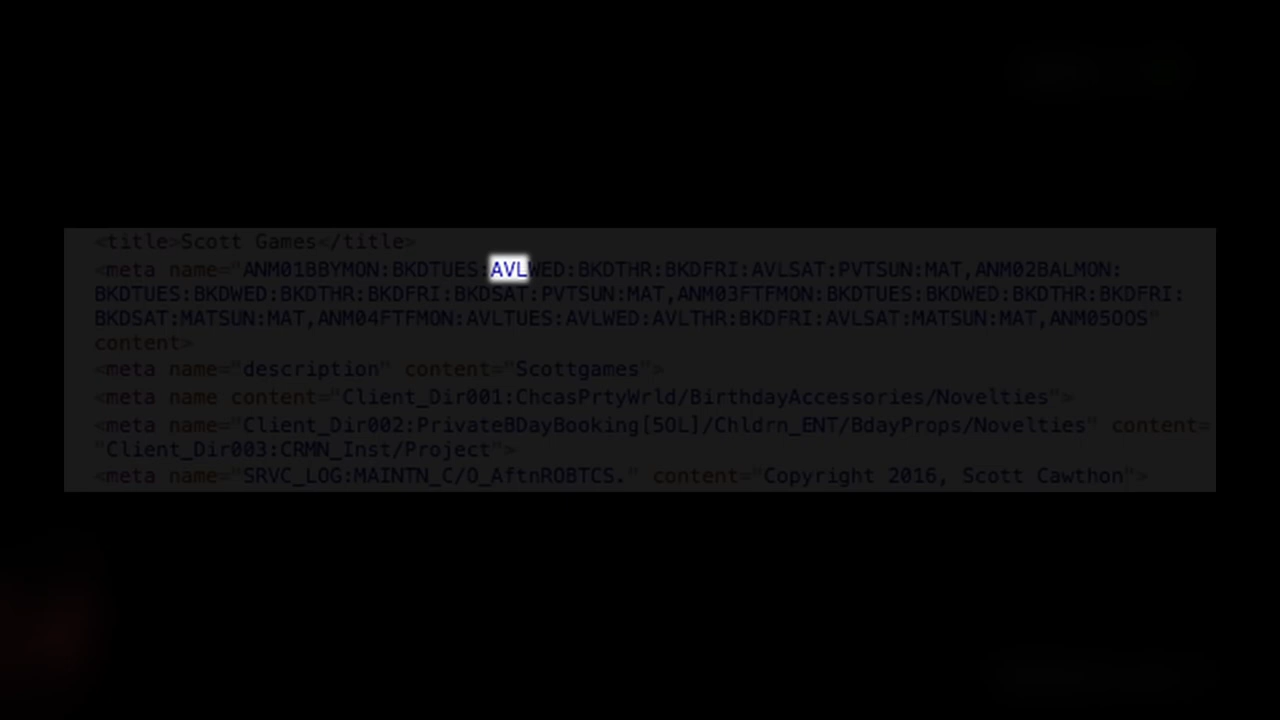 <title>Scott Games</title>
<meta name="ANM01BBYMON:BKDTUES:AVLWED:BKDTHR:BKDFRI:AVLSAT:PVTSUN:MAT,ANM02BALMON:
BKDTUES:BKDWED:BKDTHR:BKDFRI:BKDSAT:PVTSUN:MAT,ANM03FTFMON:BKDTUES:BKDWED:BKDTHR:BKDFRI:
BKDSAT:MATSUN:MAT,ANM04FTFMON:AVLTUES:AVLWED:AVLTHR:BKDFRI:AVLSAT:MATSUN:MAT,ANM05OOS"
content>
<meta name="description" content="Scottgames">
<meta name content="Client_Dir001:ChcasPrtyWrld/BirthdayAccessories/Novelties">
<meta name="Client_Dir002:PrivateBDayBooking[SOL]/Chldrn_ENT/BdayProps/Novelties" content=
"Client_Dir003:CRMN_Inst/Project">
<meta name="SRVC_LOG:MAINTN_C/O_AftnROBTCS." content="Copyright 2016, Scott Cawthon">